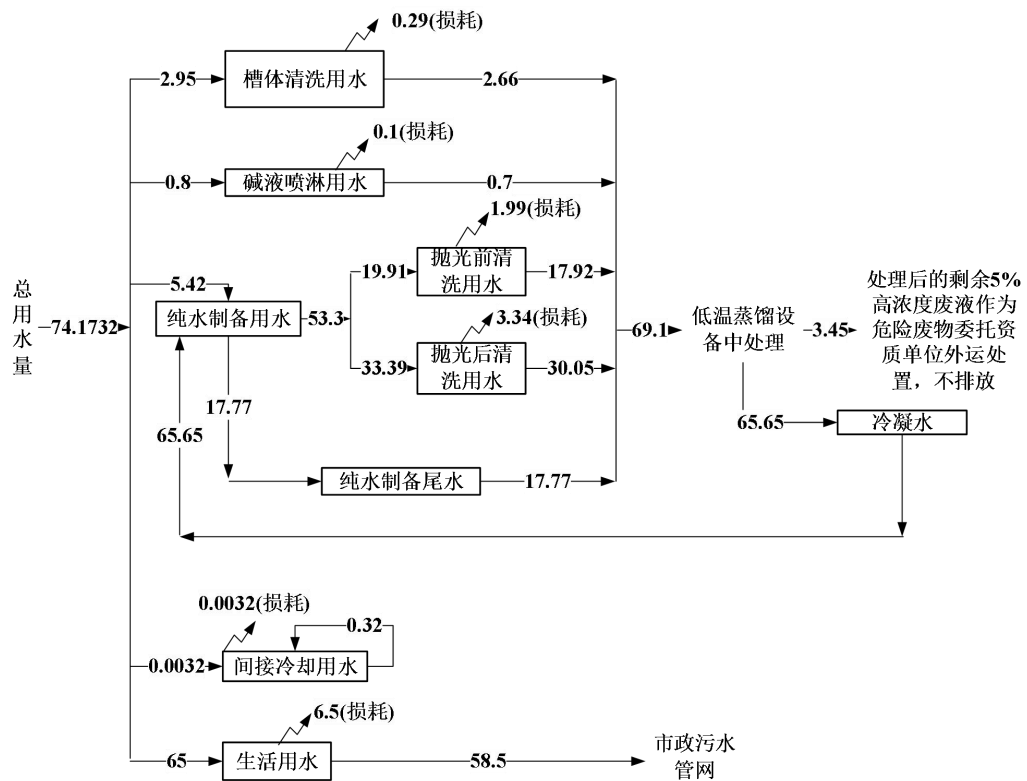 0.29(损耗)
2.95
槽体清洗用水
2.66
0.1(损耗)
0.8
碱液喷淋用水
0.7
1.99(损耗)
5.42
19.91
抛光前清
洗用水
17.92
总
用
水
量
74.1732
纯水制备用水
53.3
3.34(损耗)
33.39
抛光后清
洗用水
30.05
69.1
低温蒸馏设
备中处理
3.45
处理后的剩余5%
高浓度废液作为
危险废物委托资
质单位外运处
置，不排放
17.77
65.65
65.65
冷凝水
纯水制备尾水
17.77
0.0032(损耗)
0.32
0.0032
间接冷却用水
6.5(损耗)
65
生活用水
58.5
市政污水
管网